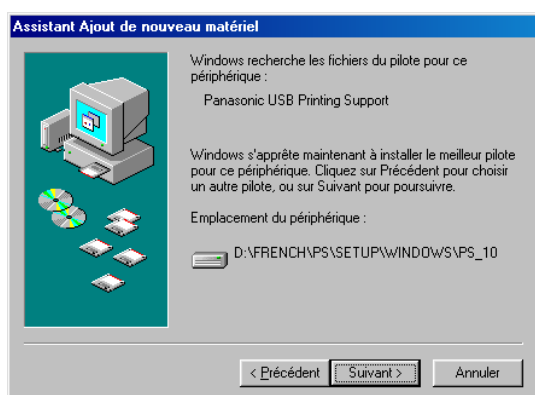 Assistant Ajout de nouveau matériel
Windows recherche les fichiers du pilote pour ce
périphérique :
Panasonic USB Printing Support
Windows s'apprête maintenant à installer le meilleur pilote
pour ce périphérique. Cliquez sur Précédent pour choisir
un autre pilote, ou sur Suivant pour poursuivre.
Emplacement du périphérique :
D:\FRENCH\PS\SETUP\WINDOWS\PS_10
< Précédent
Suivant >
Annuler